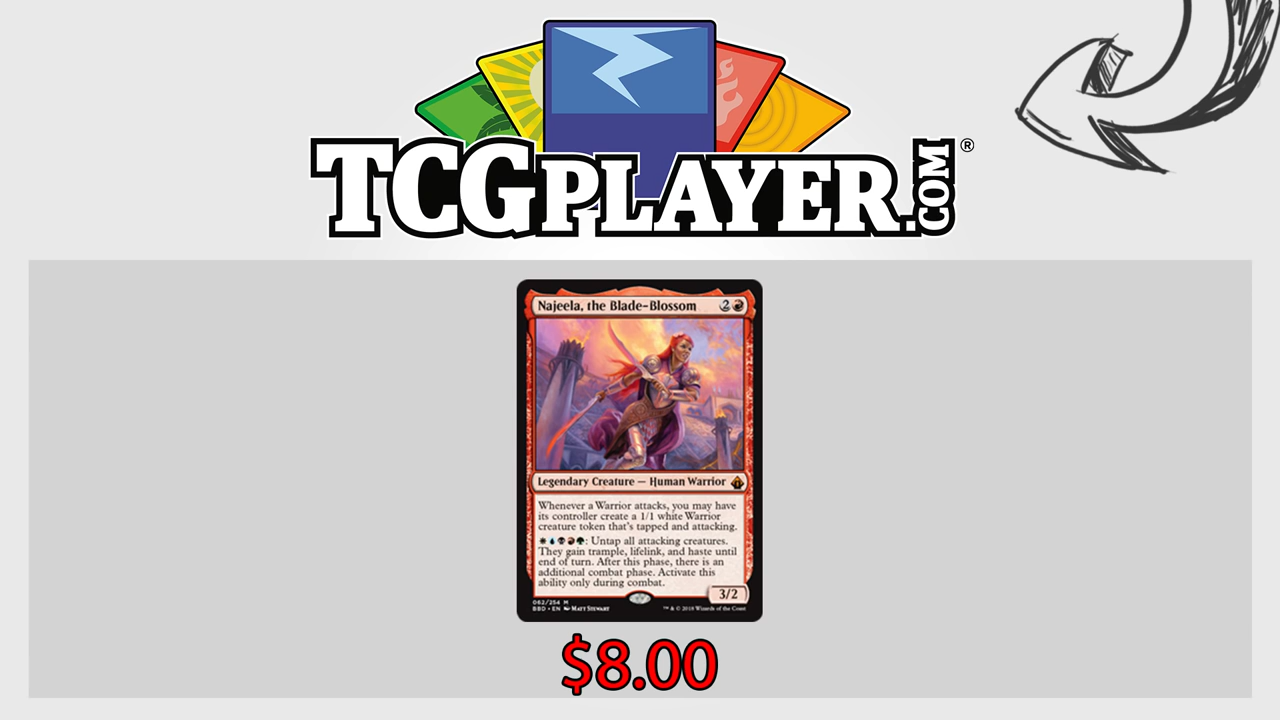 TCGPLAYER.COM®
Najeela, the Blade-Blossom 2
Legendary Creature — Human Warrior
Whenever a Warrior attacks, you may have
its controller create a 1/1 white Warrior
creature token that's tapped and attacking.
: Untap all attacking creatures.
They gain trample, lifelink, and haste until
end of turn. After this phase, there is an
additional combat phase. Activate this
ability only during combat.
3/2
062/254 M
BBD • EN Matt Stewart
™ & © 2018 Wizards of the Coast
$8.00